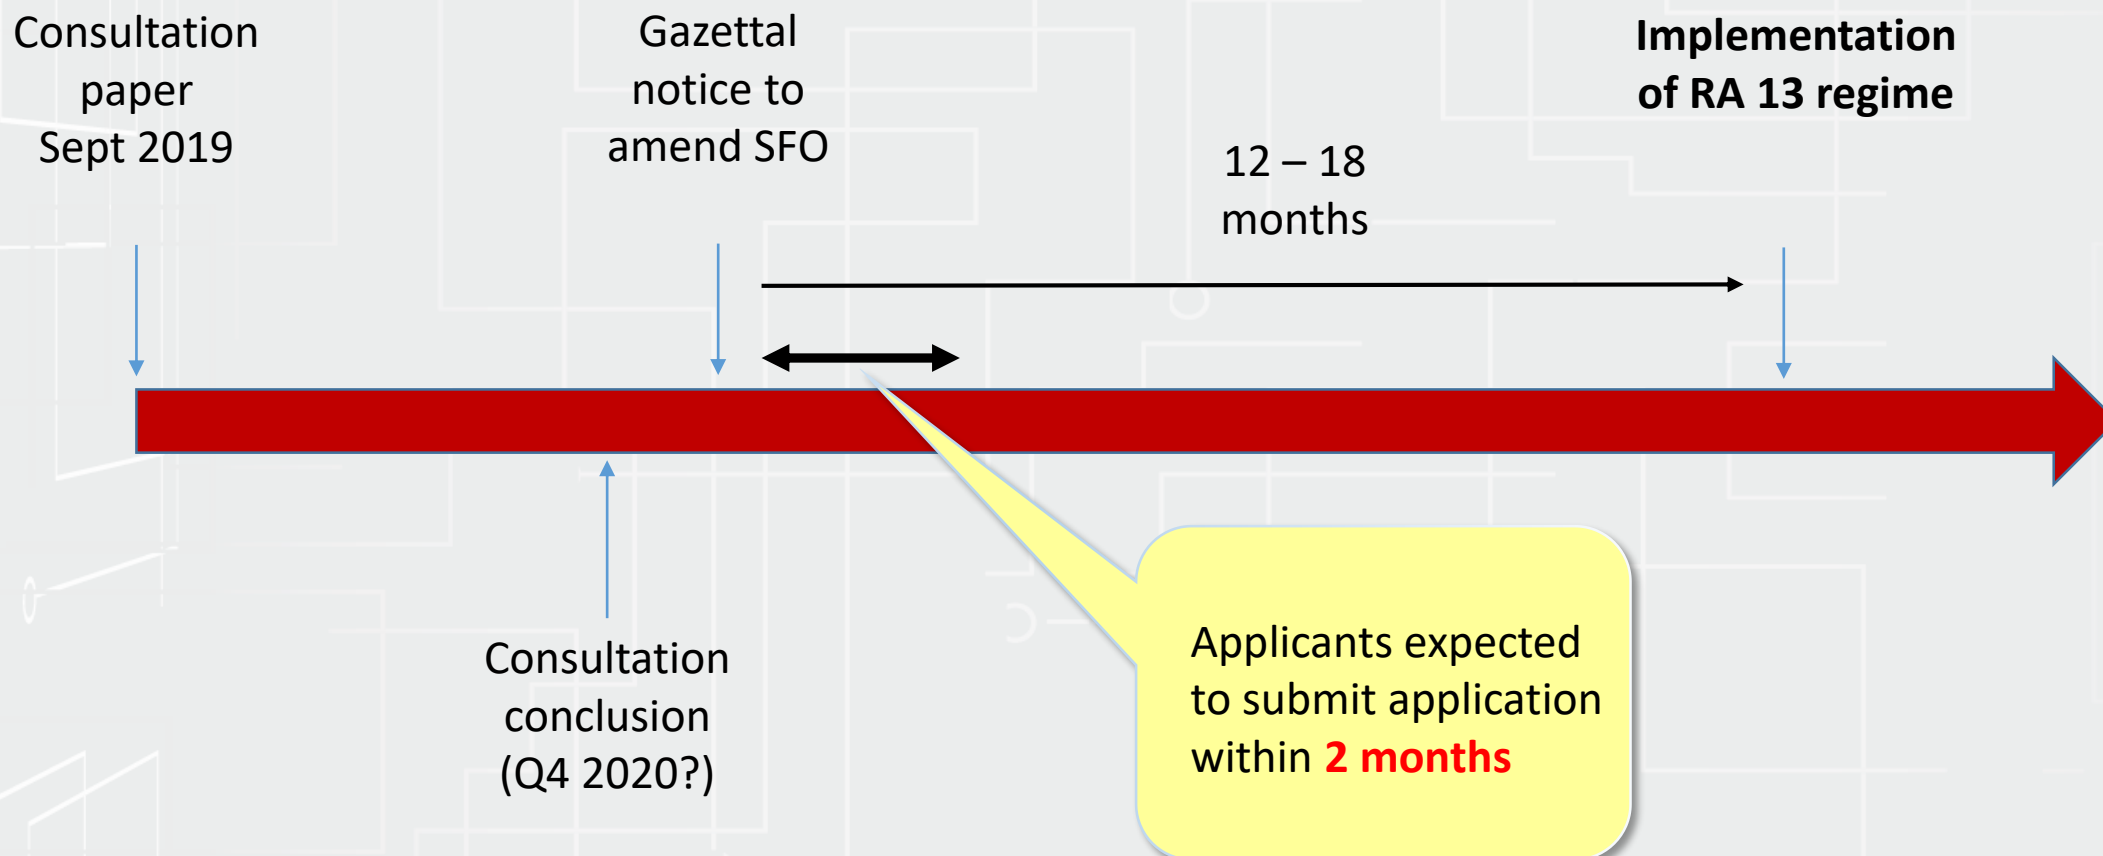 Consultation
paper
Sept 2019
Gazettal
notice to
amend SFO
12 – 18
months
Implementation
of RA 13 regime
Consultation
conclusion
(Q4 2020?)
Applicants expected
to submit application
within 2 months